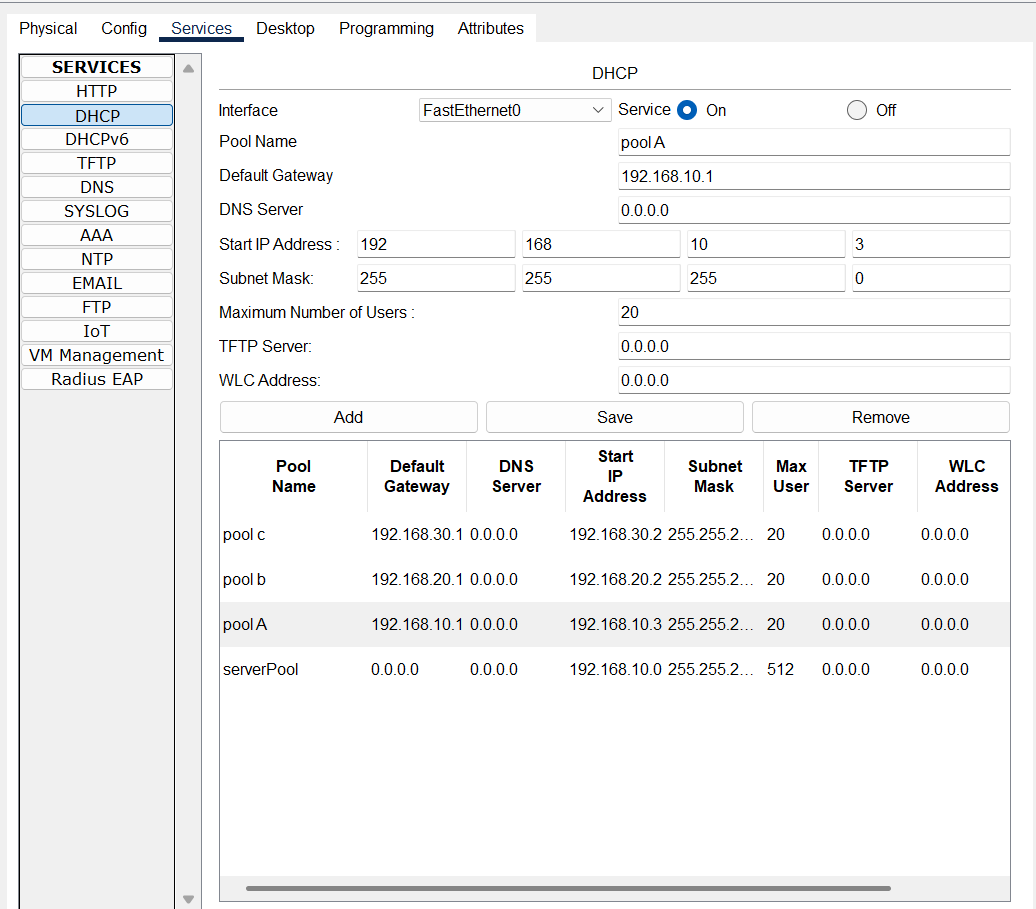 Physical Config Services Desktop Programming Attributes
SERVICES
HTTP
DHCP
DHCPv6
TFTP
DNS
SYSLOG
AAA
NTP
EMAIL
FTP
IoT
VM Management
Radius EAP
DHCP
Interface FastEthernet0 Service On Off
Pool Name pool A
Default Gateway 192.168.10.1
DNS Server 0.0.0.0
Start IP Address : 192 168 10 3
Subnet Mask: 255 255 255 0
Maximum Number of Users : 20
TFTP Server: 0.0.0.0
WLC Address: 0.0.0.0
Add Save Remove
Pool Name Default Gateway DNS Server Start IP Address Subnet Mask Max User TFTP Server WLC Address
pool c 192.168.30.1 0.0.0.0 192.168.30.2 255.255.2... 20 0.0.0.0 0.0.0.0
pool b 192.168.20.1 0.0.0.0 192.168.20.2 255.255.2... 20 0.0.0.0 0.0.0.0
pool A 192.168.10.1 0.0.0.0 192.168.10.3 255.255.2... 20 0.0.0.0 0.0.0.0
serverPool 0.0.0.0 0.0.0.0 192.168.10.0 255.255.2... 512 0.0.0.0 0.0.0.0